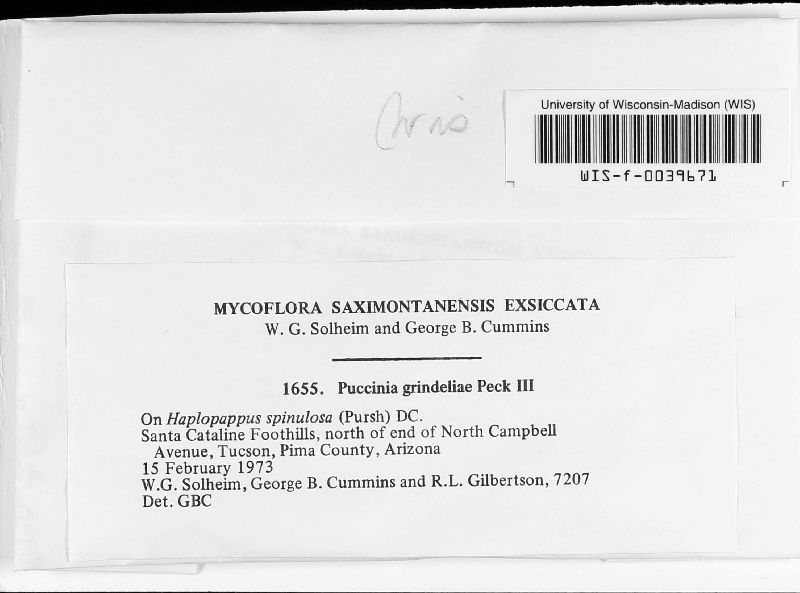 University of Wisconsin-Madison (WIS)
WIS-f-0039671
MYCOFLORA SAXIMONTANENSIS EXSICCATA
W. G. Solheim and George B. Cummins
1655. Puccinia grindeliae Peck III
On Haplopappus spinulosa (Pursh) DC.
Santa Cataline Foothills, north of end of North Campbell
Avenue, Tucson, Pima County, Arizona
15 February 1973
W.G. Solheim, George B. Cummins and R.L. Gilbertson, 7207
Det. GBC